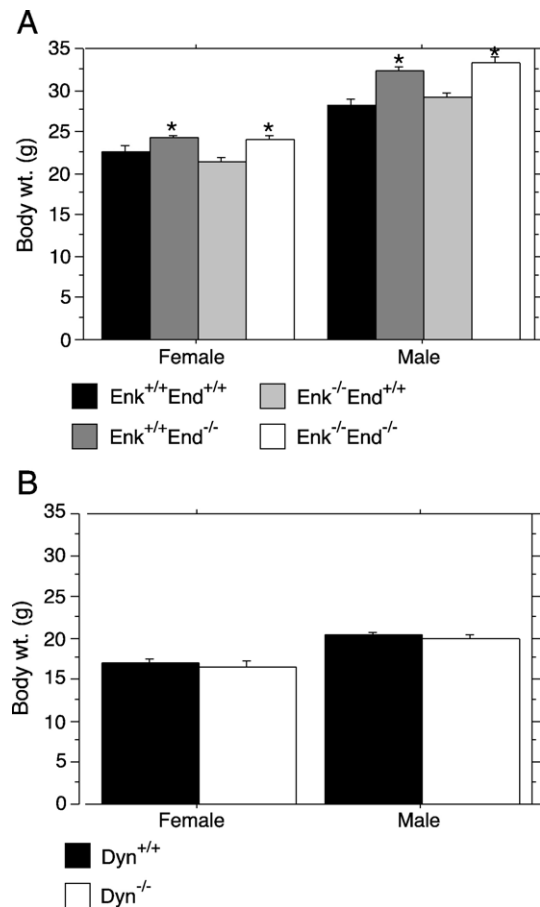 A
35
30
25
20
15
10
5
0
Body wt. (g)
*
*
*
*
Female Male
Enk+/+End+/+ Enk-/-End+/+
Enk+/+End-/- Enk-/-End-/-
B
35
30
25
20
15
10
5
0
Body wt. (g)
Female Male
Dyn+/+
Dyn-/-